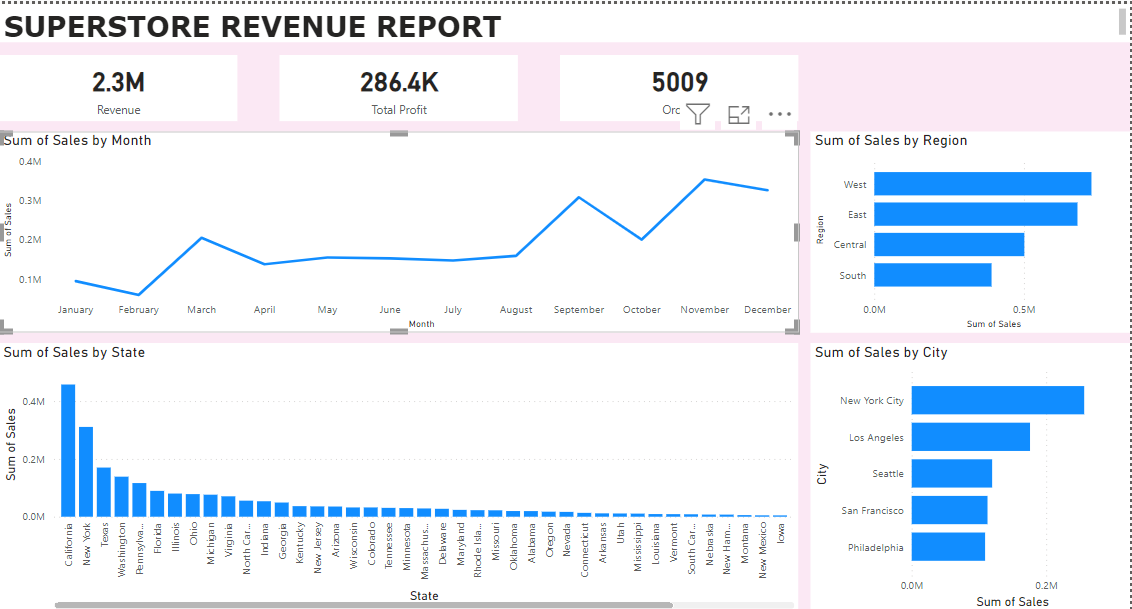 SUPERSTORE REVENUE REPORT
2.3M
Revenue
286.4K
Total Profit
5009
Orc
Sum of Sales by Month
Sum of Sales
0.4M
0.3M
0.2M
0.1M
January February March April May June July August September October November December
Month
Sum of Sales by Region
Region
West
East
Central
South
0.0M 0.5M
Sum of Sales
Sum of Sales by State
Sum of Sales
0.4M
0.2M
0.0M
California
New York
Texas
Washington
Pennsylva...
Florida
Illinois
Ohio
Michigan
Virginia
North Car...
Indiana
Georgia
Kentucky
New Jersey
Arizona
Wisconsin
Colorado
Tennessee
Minnesota
Massachus...
Delaware
Maryland
Rhode Isla...
Missouri
Oklahoma
Alabama
Oregon
Nevada
Connecticut
Arkansas
Utah
Mississippi
Louisiana
Vermont
South Car...
Nebraska
New Ham...
Montana
New Mexico
Iowa
State
Sum of Sales by City
City
New York City
Los Angeles
Seattle
San Francisco
Philadelphia
0.0M 0.2M
Sum of Sales